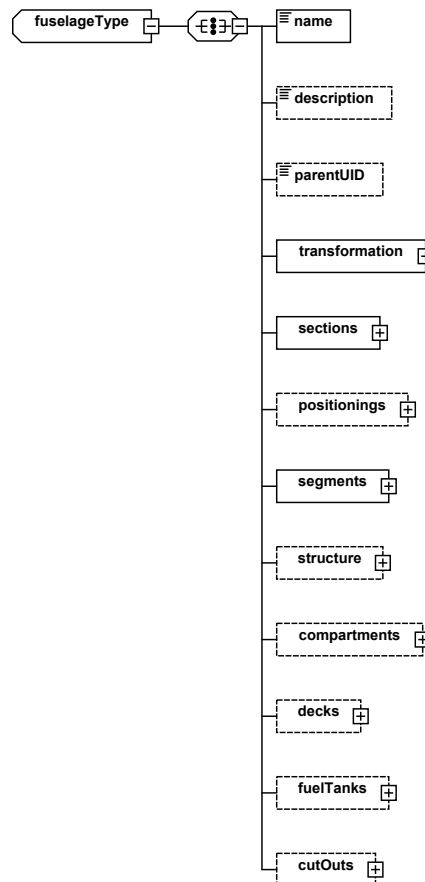 fuselageType
name
description
parentUID
transformation
sections
positionings
segments
structure
compartments
decks
fuelTanks
cutOuts